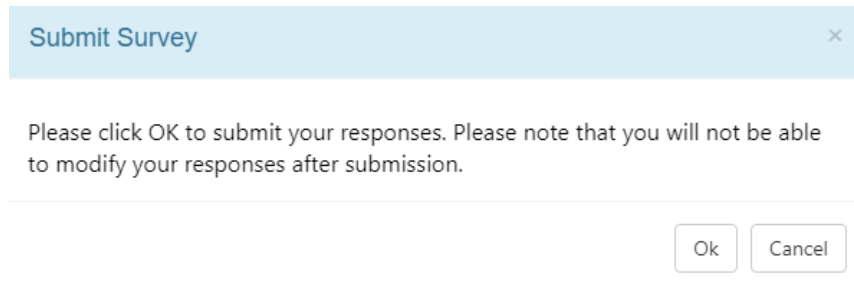 Submit Survey ×
Please click OK to submit your responses. Please note that you will not be able
to modify your responses after submission.
Ok Cancel